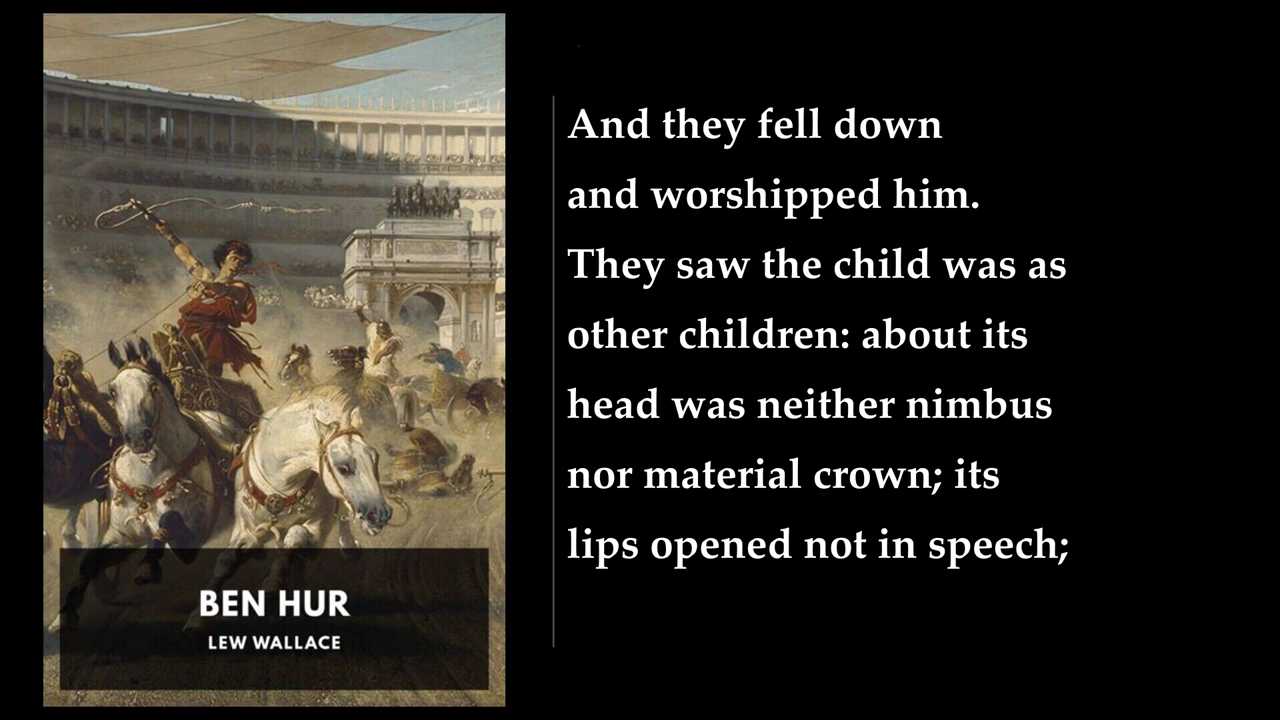 BEN HUR
LEW WALLACE
And they fell down
and worshipped him.
They saw the child was as
other children: about its
head was neither nimbus
nor material crown; its
lips opened not in speech;